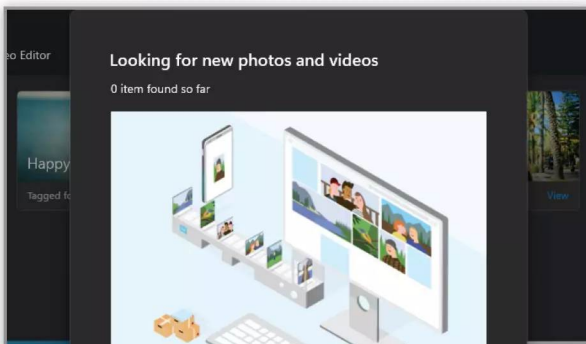 eo Editor
Looking for new photos and videos
0 item found so far
Happy
Tagged fo
View